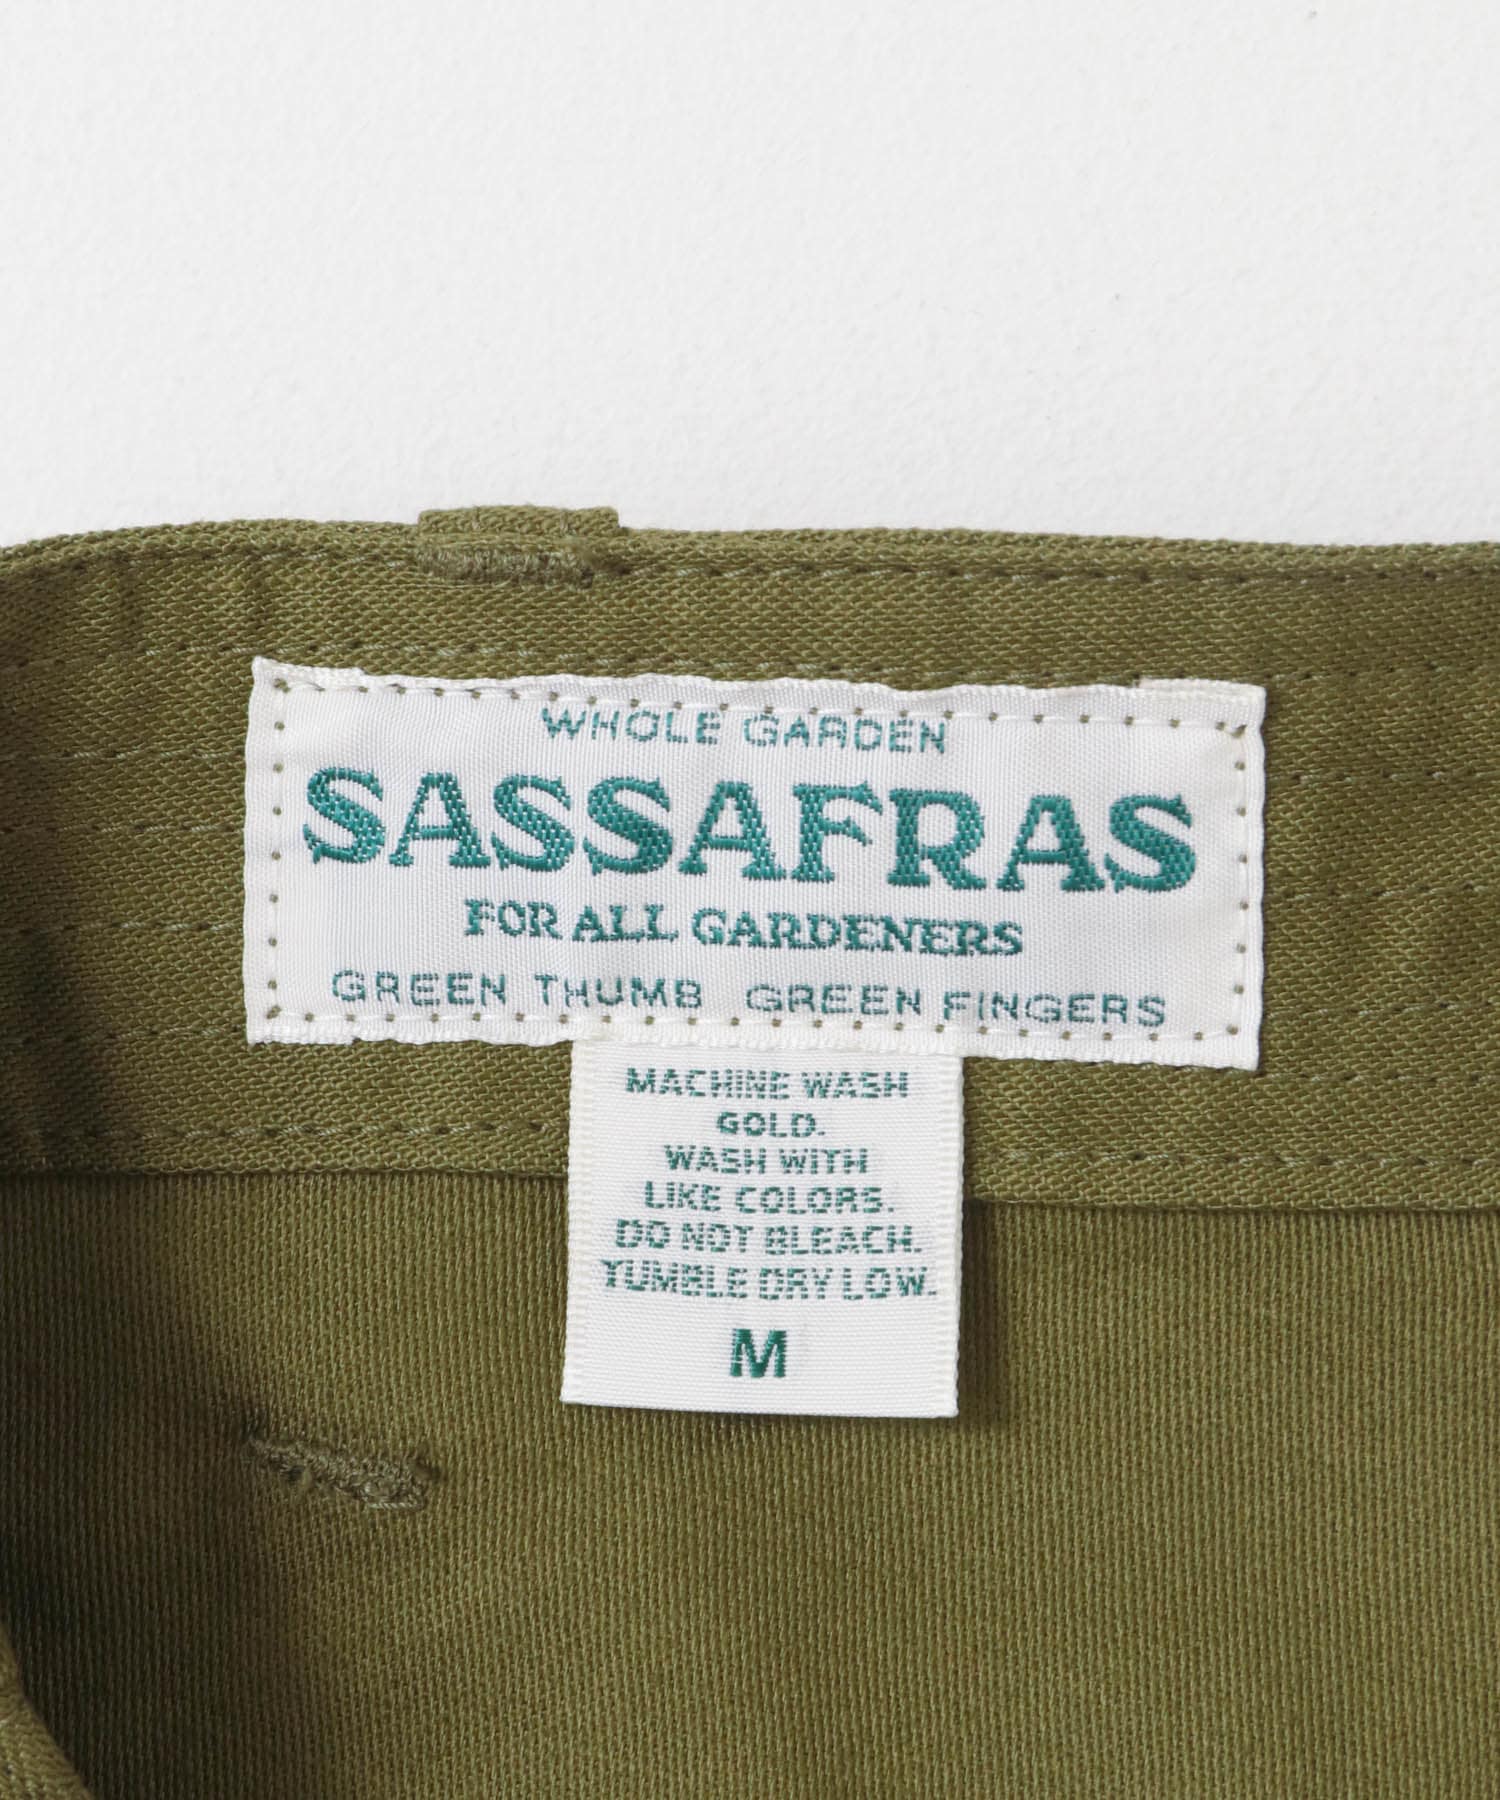 WHOLE GARDEN
SASSAFRAS
FOR ALL GARDENERS
GREEN THUMB GREEN FINGERS
MACHINE WASH
GOLD.
WASH WITH
LIKE COLORS.
DO NOT BLEACH.
TUMBLE DRY LOW.
M